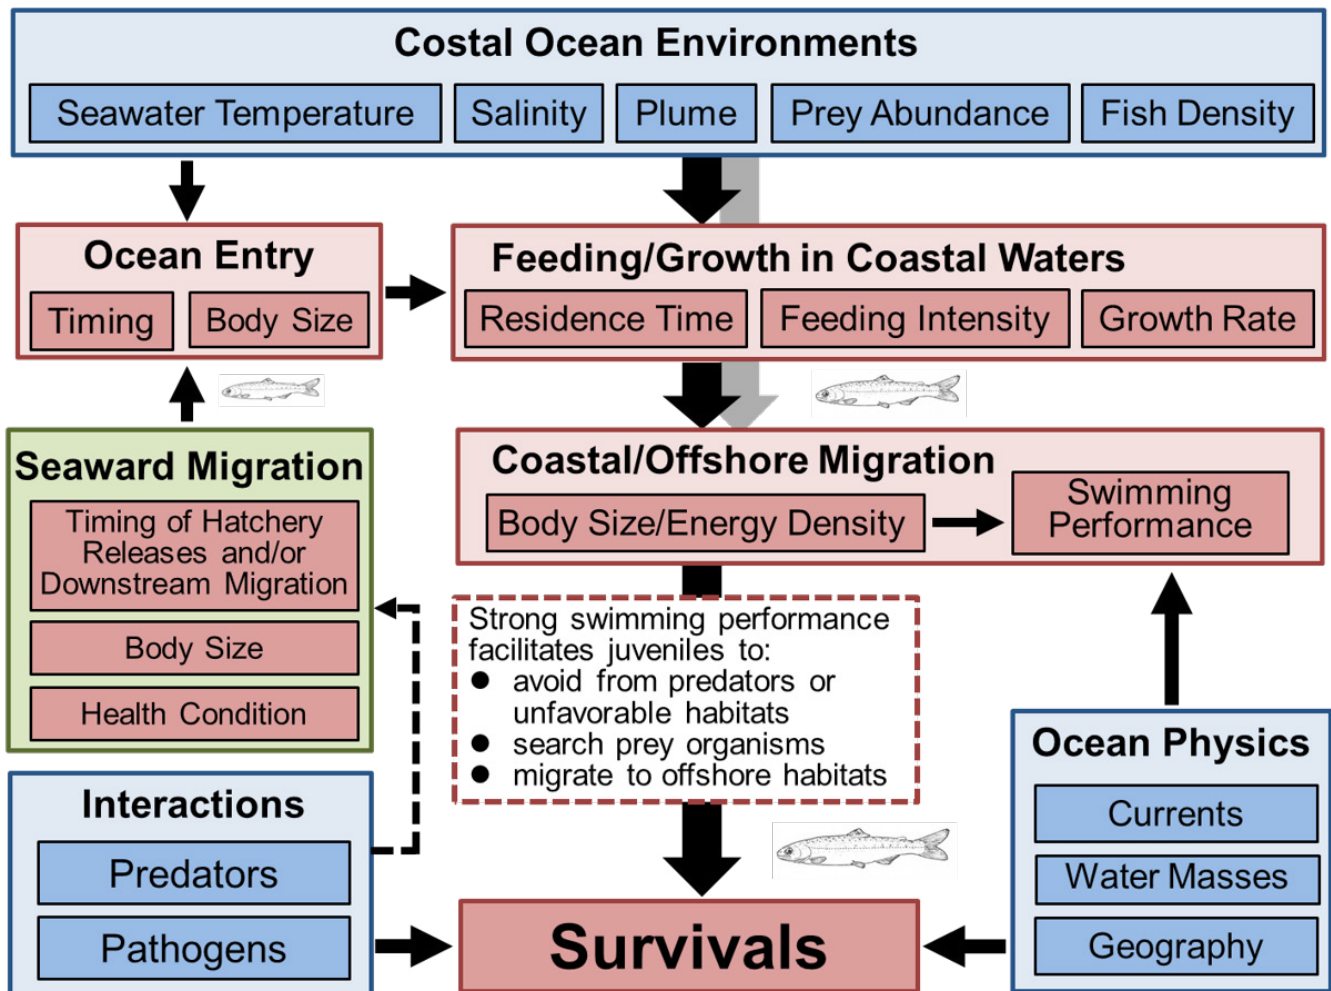 Costal Ocean Environments
Seawater Temperature
Salinity
Plume
Prey Abundance
Fish Density
Ocean Entry
Timing
Body Size
Feeding/Growth in Coastal Waters
Residence Time
Feeding Intensity
Growth Rate
Seaward Migration
Timing of Hatchery
Releases and/or
Downstream Migration
Body Size
Health Condition
Coastal/Offshore Migration
Body Size/Energy Density
Swimming
Performance
Strong swimming performance
facilitates juveniles to:
● avoid from predators or
unfavorable habitats
● search prey organisms
● migrate to offshore habitats
Interactions
Predators
Pathogens
Ocean Physics
Currents
Water Masses
Geography
Survivals